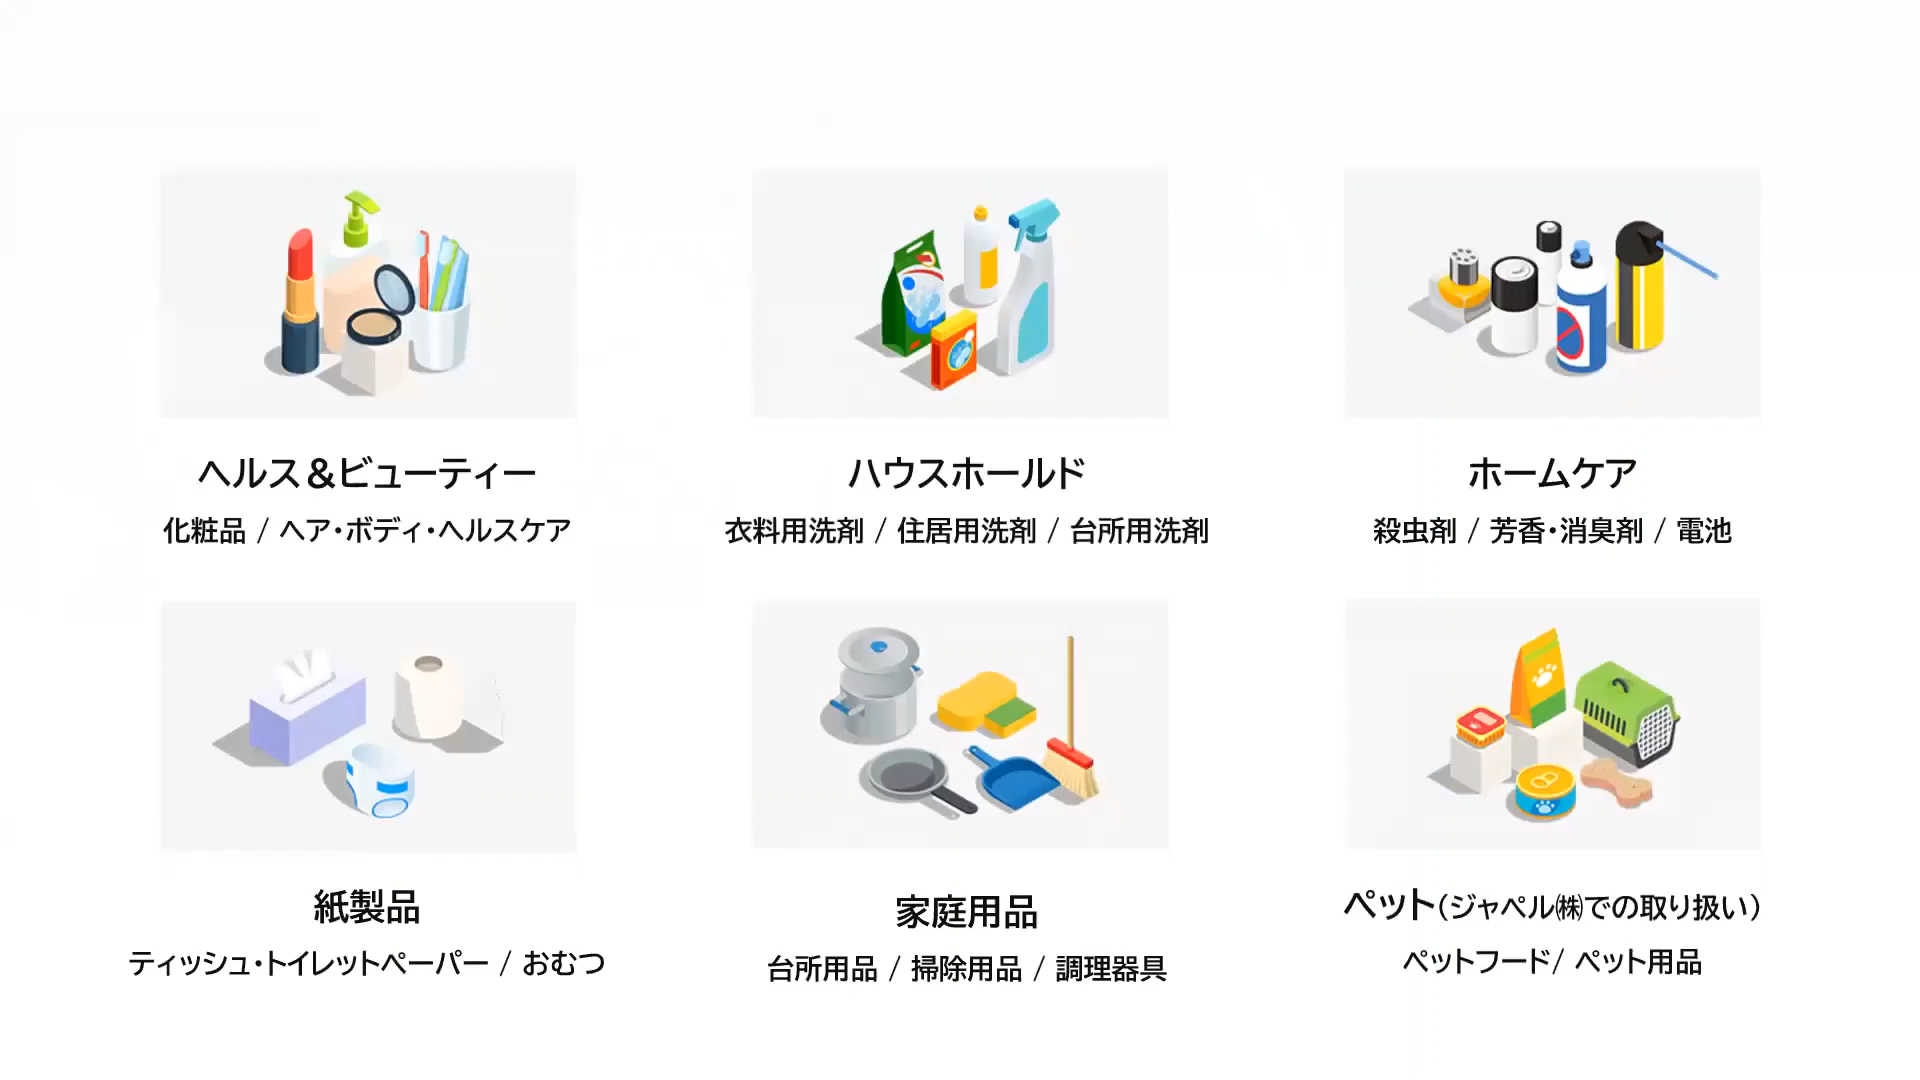 ヘルス＆ビューティー
化粧品 / ヘア・ボディ・ヘルスケア
ハウスホールド
衣料用洗剤 / 住居用洗剤 / 台所用洗剤
ホームケア
殺虫剤 / 芳香・消臭剤 / 電池
紙製品
ティッシュ・トイレットペーパー / おむつ
家庭用品
台所用品 / 掃除用品 / 調理器具
ペット（ジャペル㈱での取り扱い）
ペットフード/ ペット用品